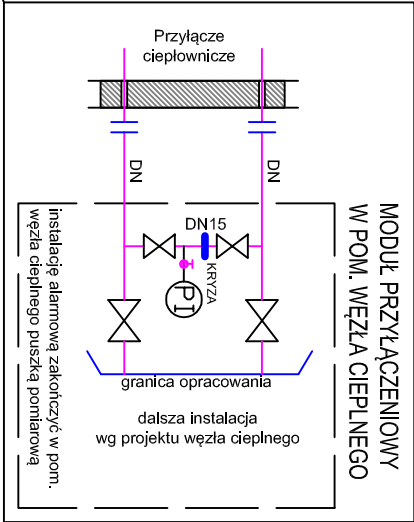 Przyłącze
ciepłownicze
DN
DN
MODUŁ PRZYŁĄCZENIOWY
W POM. WĘZŁA CIEPLNEGO
DN15
KRYZA
PI
instalację alarmową zakończyć w pom.
węzła cieplnego puszką pomiarową
granica opracowania
dalsza instalacja
wg projektu węzła cieplnego